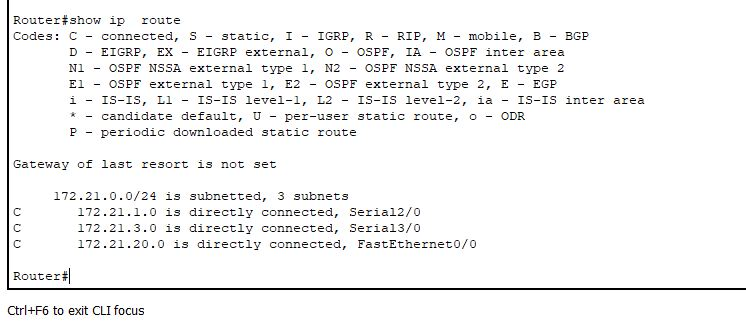 Router#show ip  route
Codes: C - connected, S - static, I - IGRP, R - RIP, M - mobile, B - BGP
       D - EIGRP, EX - EIGRP external, O - OSPF, IA - OSPF inter area
       N1 - OSPF NSSA external type 1, N2 - OSPF NSSA external type 2
       E1 - OSPF external type 1, E2 - OSPF external type 2, E - EGP
       i - IS-IS, L1 - IS-IS level-1, L2 - IS-IS level-2, ia - IS-IS inter area
       * - candidate default, U - per-user static route, o - ODR
       P - periodic downloaded static route
Gateway of last resort is not set
     172.21.0.0/24 is subnetted, 3 subnets
C       172.21.1.0 is directly connected, Serial2/0
C       172.21.3.0 is directly connected, Serial3/0
C       172.21.20.0 is directly connected, FastEthernet0/0
Router#
Ctrl+F6 to exit CLI focus